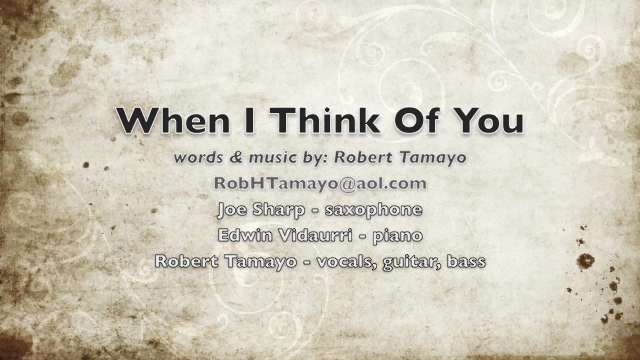 When I Think Of You
words & music by: Robert Tamayo
RobHTamayo@aol.com
Joe Sharp - saxophone
Edwin Vidaurri - piano
Robert Tamayo - vocals, guitar, bass